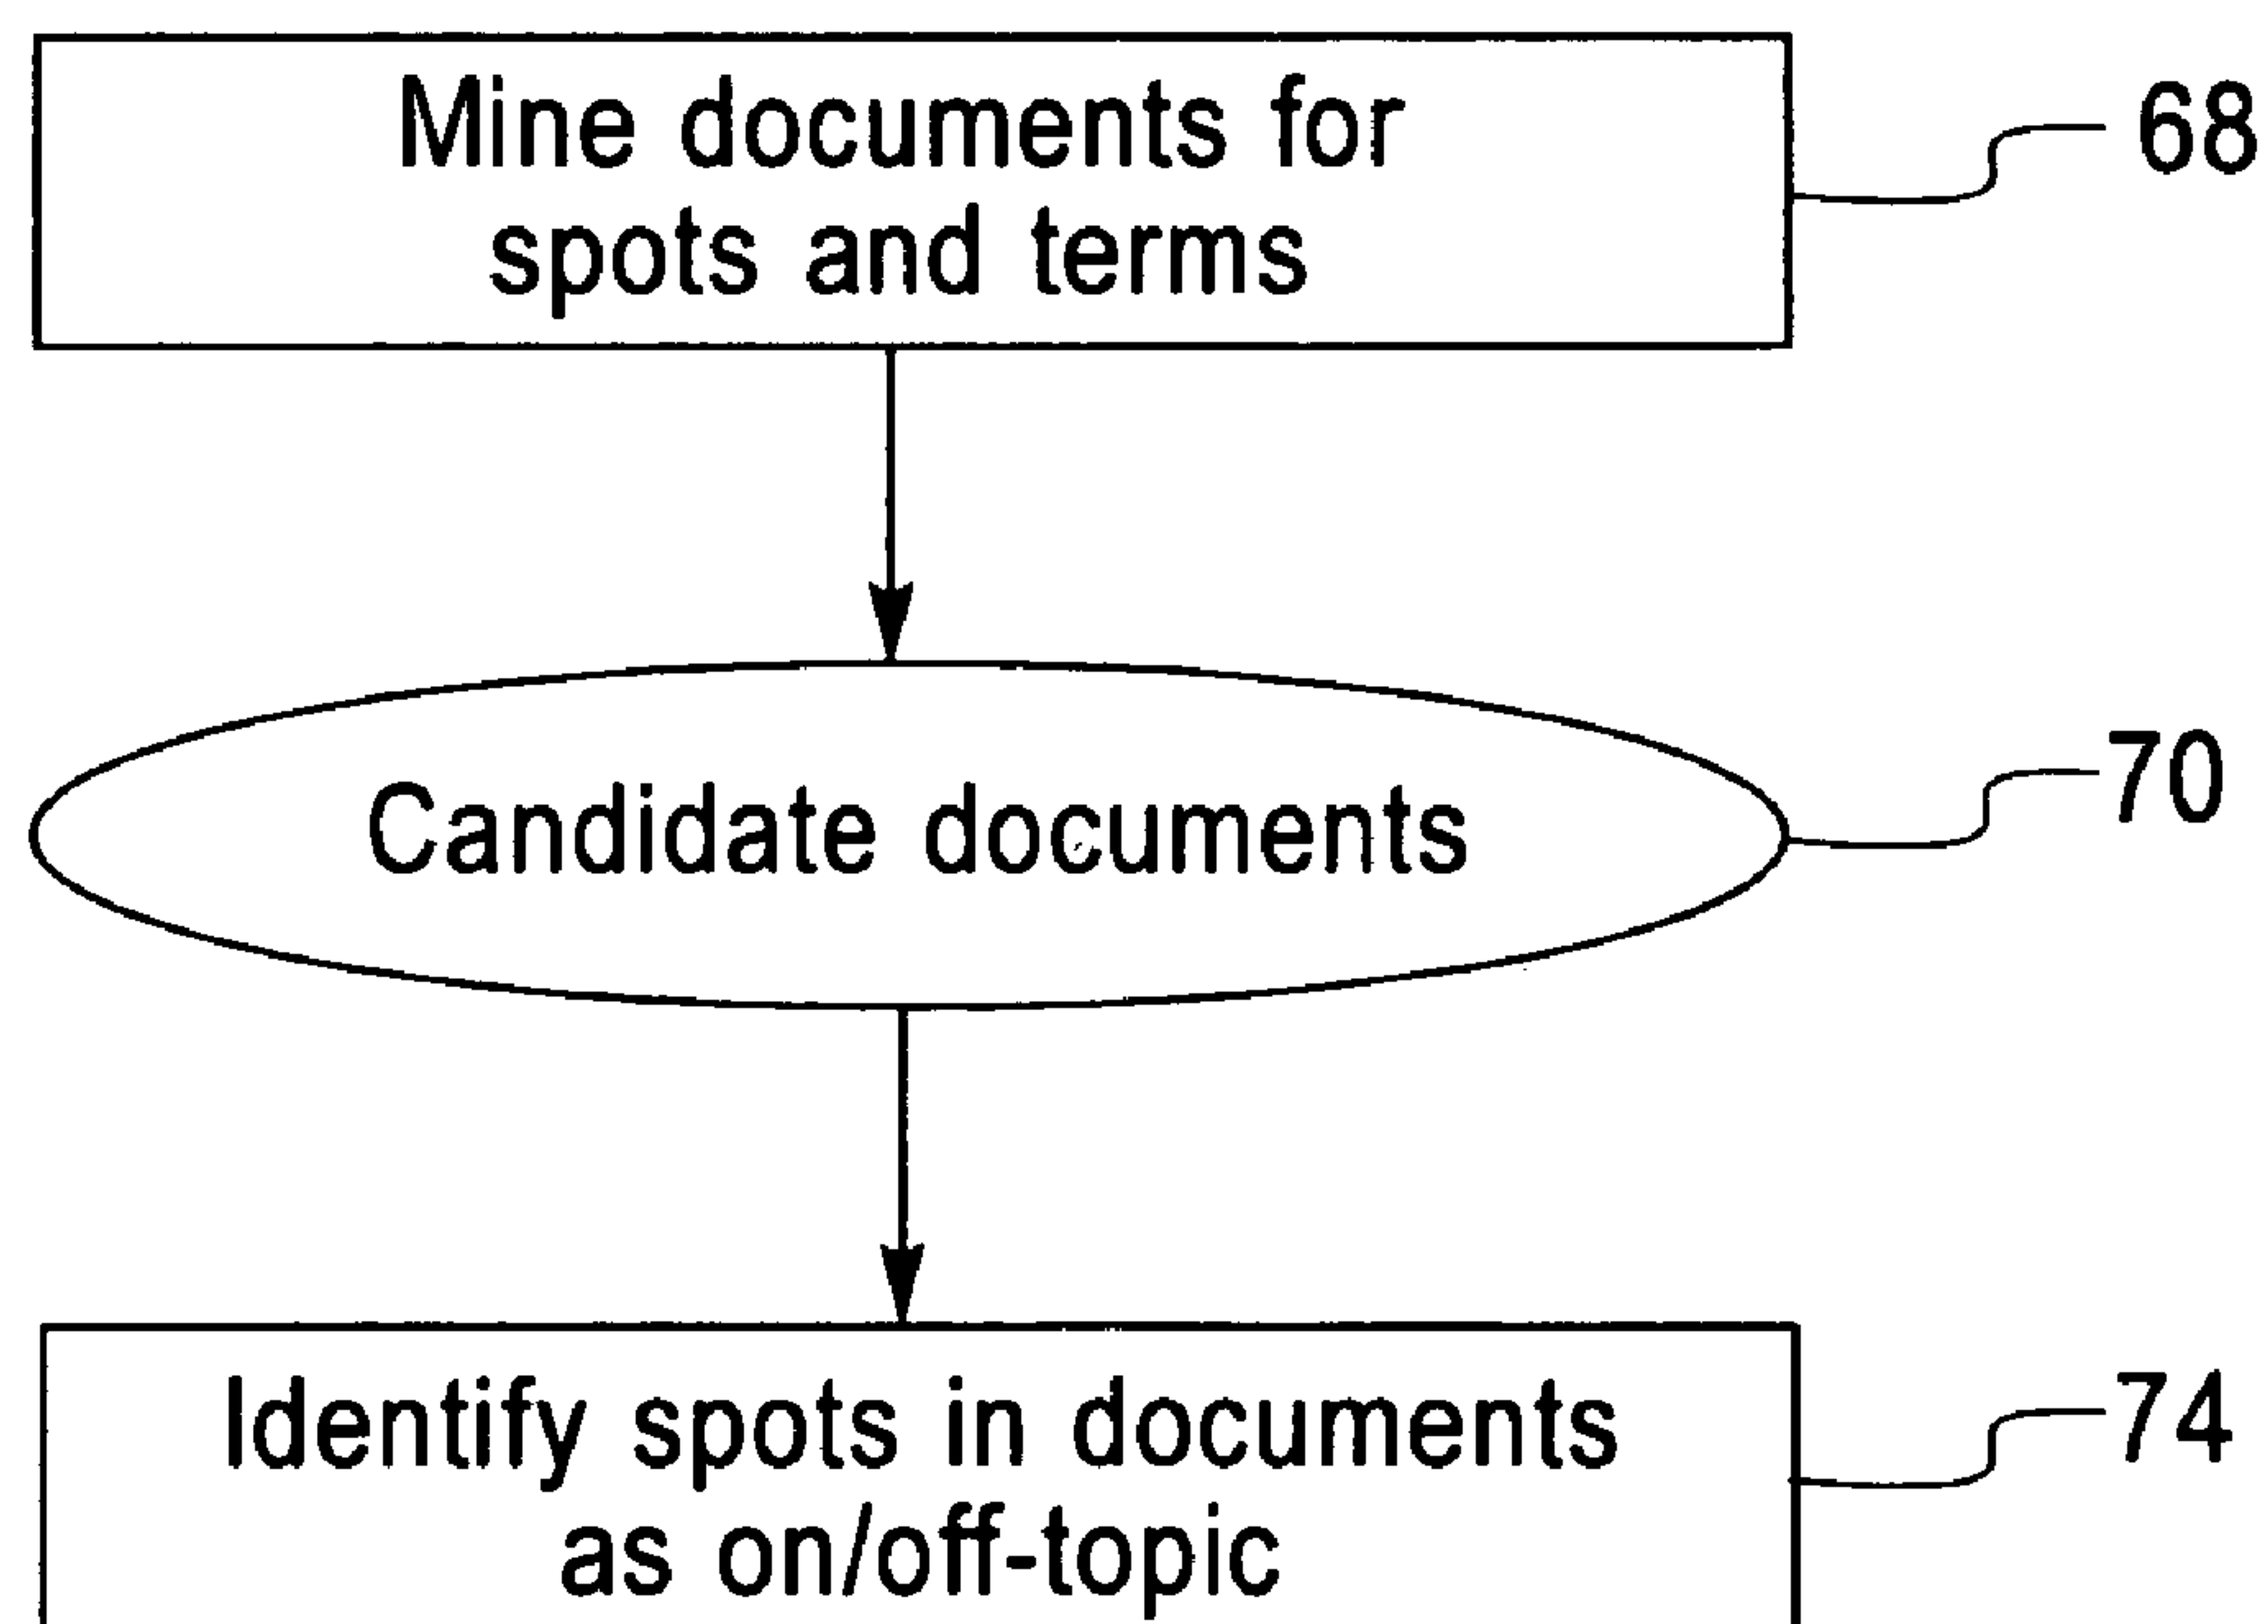 Mine documents for
spots and terms
68
Candidate documents
70
Identify spots in documents
as on/off-topic
74